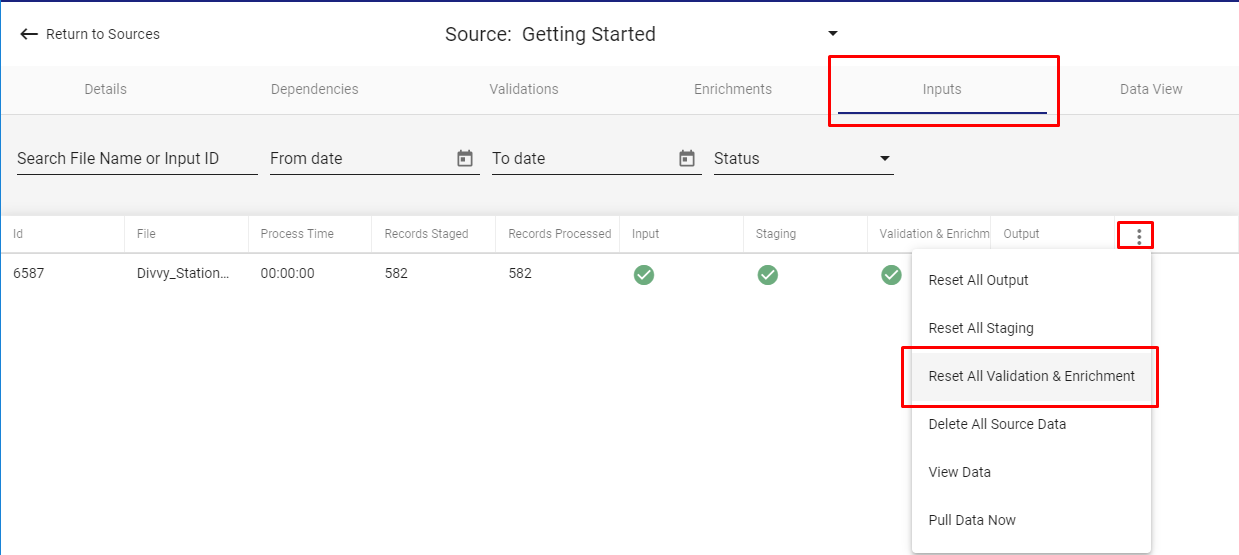 Return to Sources
Source: Getting Started
Details Dependencies Validations Enrichments Inputs Data View
Search File Name or Input ID From date To date Status
Id File Process Time Records Staged Records Processed Input Staging Validation & Enrichm Output
6587 Divvy_Station... 00:00:00 582 582
Reset All Output
Reset All Staging
Reset All Validation & Enrichment
Delete All Source Data
View Data
Pull Data Now